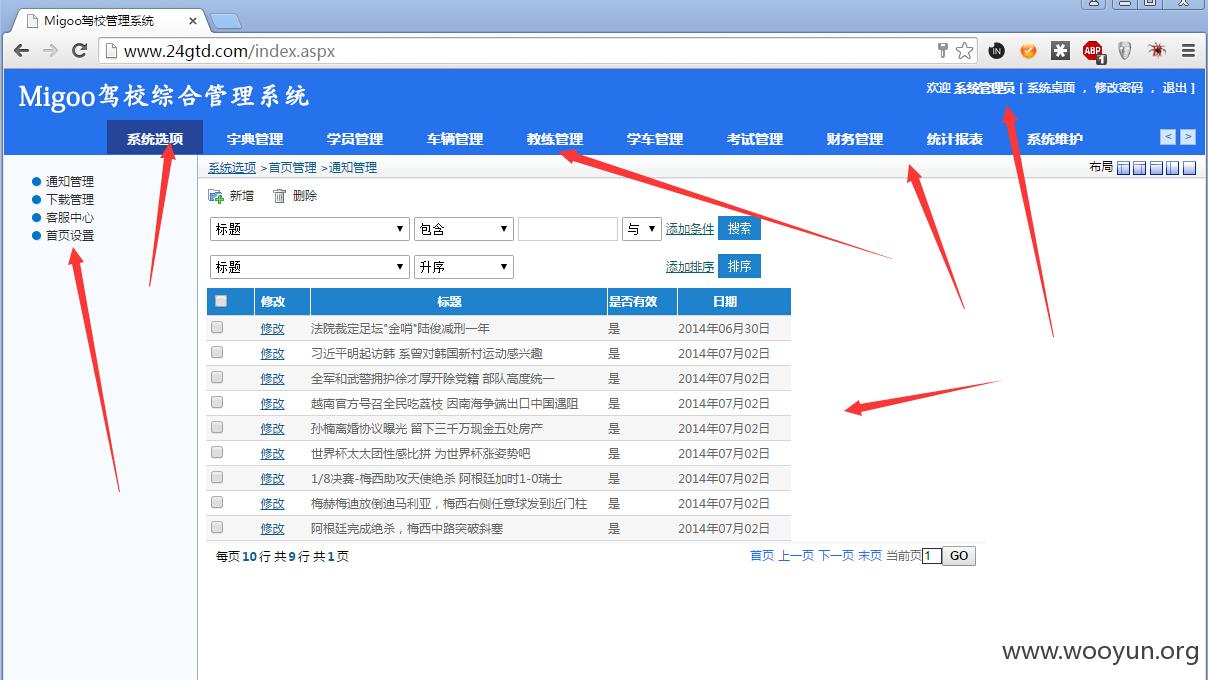 Migoo驾校管理系统
www.24gtd.com/index.aspx
IN ABP 1
Migoo驾校综合管理系统
欢迎 系统管理员 [ 系统桌面 ， 修改密码 ， 退出 ]
系统选项 字典管理 学员管理 车辆管理 教练管理 学车管理 考试管理 财务管理 统计报表 系统维护 < >
系统选项 >首页管理 >通知管理 布局
通知管理
下载管理
客服中心
首页设置
新增 删除
标题 包含 与 添加条件 搜索
标题 升序 添加排序 排序
修改 标题 是否有效 日期
修改 法院裁定足坛"金哨"陆俊减刑一年 是 2014年06月30日
修改 习近平明起访韩 系曾对韩国新村运动感兴趣 是 2014年07月02日
修改 全军和武警拥护徐才厚开除党籍 部队高度统一 是 2014年07月02日
修改 越南官方号召全民吃荔枝 因南海争端出口中国遇阻 是 2014年07月02日
修改 孙楠离婚协议曝光 留下三千万现金五处房产 是 2014年07月02日
修改 世界杯太太团性感比拼 为世界杯涨姿势吧 是 2014年07月02日
修改 1/8决赛-梅西助攻天使绝杀 阿根廷加时1-0瑞士 是 2014年07月02日
修改 梅赫梅迪放倒迪马利亚，梅西右侧任意球发到近门柱 是 2014年07月02日
修改 阿根廷完成绝杀，梅西中路突破斜塞 是 2014年07月02日
每页10行 共9行 共1页 首页 上一页 下一页 末页 当前页1 GO
www.wooyun.org